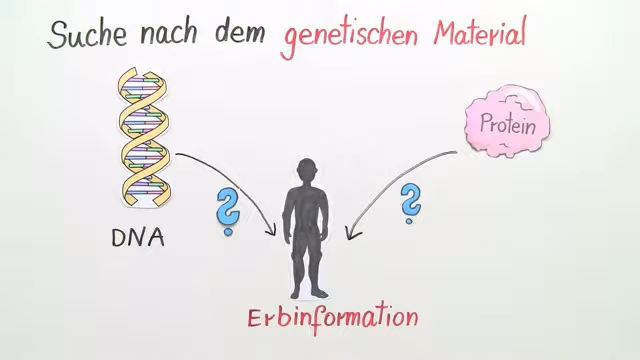 Suche nach dem genetischen Material
Protein
?
?
DNA
Erbinformation